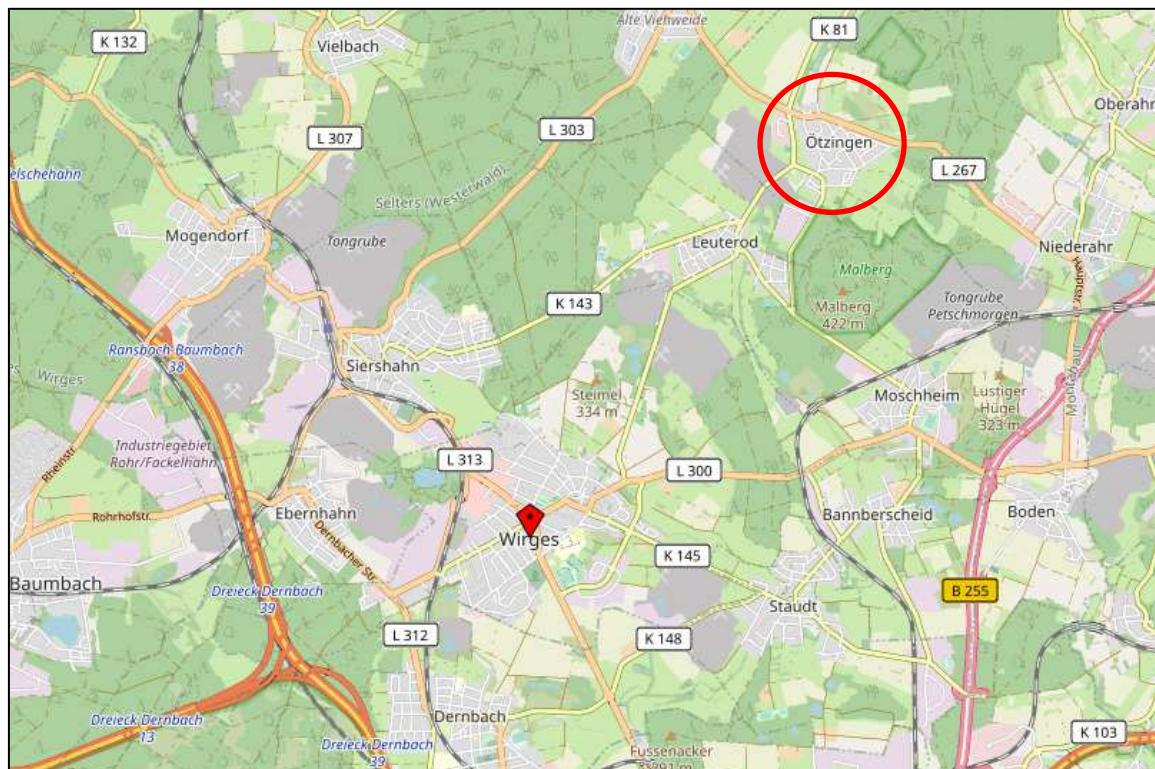 K 132
Vielbach
Alte Viehweide
K 81
Oberahr
L 307
L 303
Ötzingen
elschehahn
Selters (Westerwald)
L 267
Mogendorf
Tongrube
Leuterod
Niederahr
Hauptstr.
Malberg
Malberg
422 m
Tongrube
Petschmorgen
K 143
Ransbach-Baumbach
38
Siershahn
Wirges
Montabaur
Steimel
334 m
Moschheim
Lustiger
Hügel
323 m
Industriegebiet
Rohr/Fackelhahn
Rheinstr.
L 313
L 300
Rohrhofstr.
Ebernhahn
Dernbacher Str.
Bannberscheid
Boden
Wirges
K 145
Baumbach
Dreieck Dernbach
39
B 255
Staudt
L 312
K 148
Dernbach
Dreieck Dernbach
13
Dreieck Dernbach
39
Fussenacker
K 103